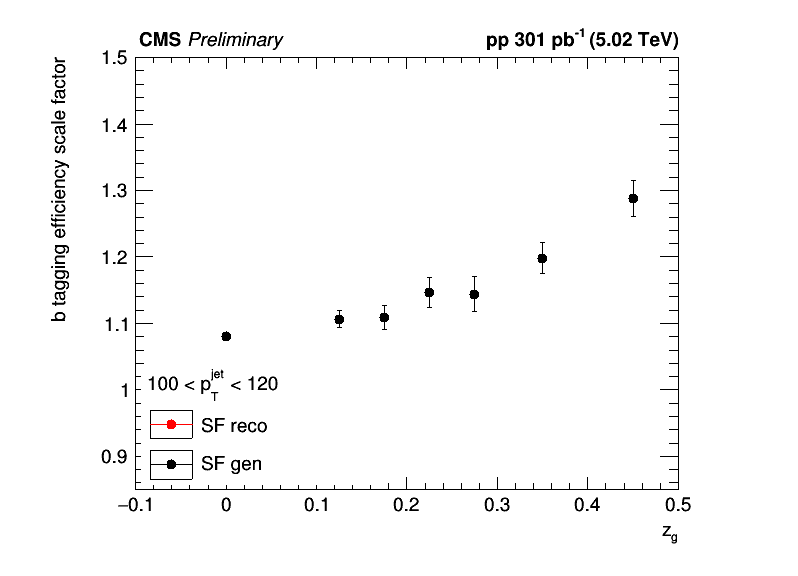 CMS Preliminary
pp 301 pb-1 (5.02 TeV)
b tagging efficiency scale factor
1.5
1.4
1.3
1.2
1.1
1
0.9
100 < pTjet < 120
SF reco
SF gen
−0.1 0 0.1 0.2 0.3 0.4 0.5
zg